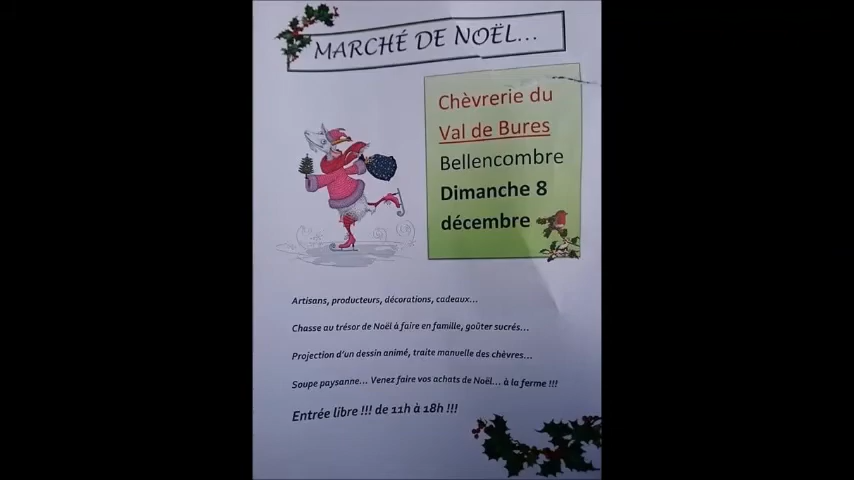 MARCHÉ DE NOËL...
Chèvrerie du
Val de Bures
Bellencombre
Dimanche 8
décembre
Artisans, producteurs, décorations, cadeaux...
Chasse au trésor de Noël à faire en famille, goûter sucrés...
Projection d'un dessin animé, traite manuelle des chèvres...
Soupe paysanne... Venez faire vos achats de Noël... à la ferme !!!
Entrée libre !!! de 11h à 18h !!!